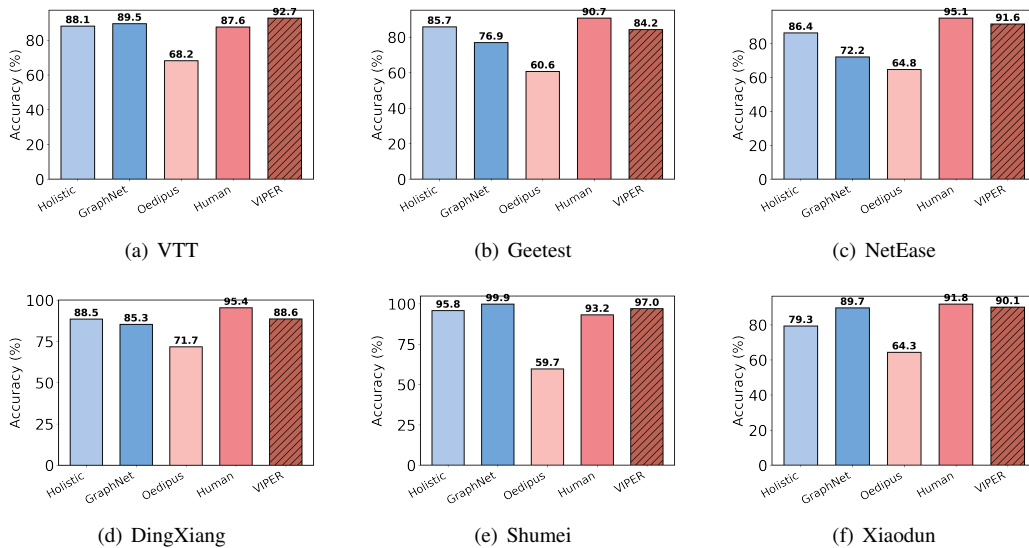 88.1 89.5 68.2 87.6 92.7
Accuracy (%)
80
60
40
20
0
Holistic GraphNet Oedipus Human VIPER
(a) VTT
85.7 76.9 60.6 90.7 84.2
Accuracy (%)
80
60
40
20
0
Holistic GraphNet Oedipus Human VIPER
(b) Geetest
86.4 72.2 64.8 95.1 91.6
Accuracy (%)
80
60
40
20
0
Holistic GraphNet Oedipus Human VIPER
(c) NetEase
88.5 85.3 71.7 95.4 88.6
Accuracy (%)
100
75
50
25
0
Holistic GraphNet Oedipus Human VIPER
(d) DingXiang
95.8 99.9 59.7 93.2 97.0
Accuracy (%)
100
75
50
25
0
Holistic GraphNet Oedipus Human VIPER
(e) Shumei
79.3 89.7 64.3 91.8 90.1
Accuracy (%)
80
60
40
20
0
Holistic GraphNet Oedipus Human VIPER
(f) Xiaodun